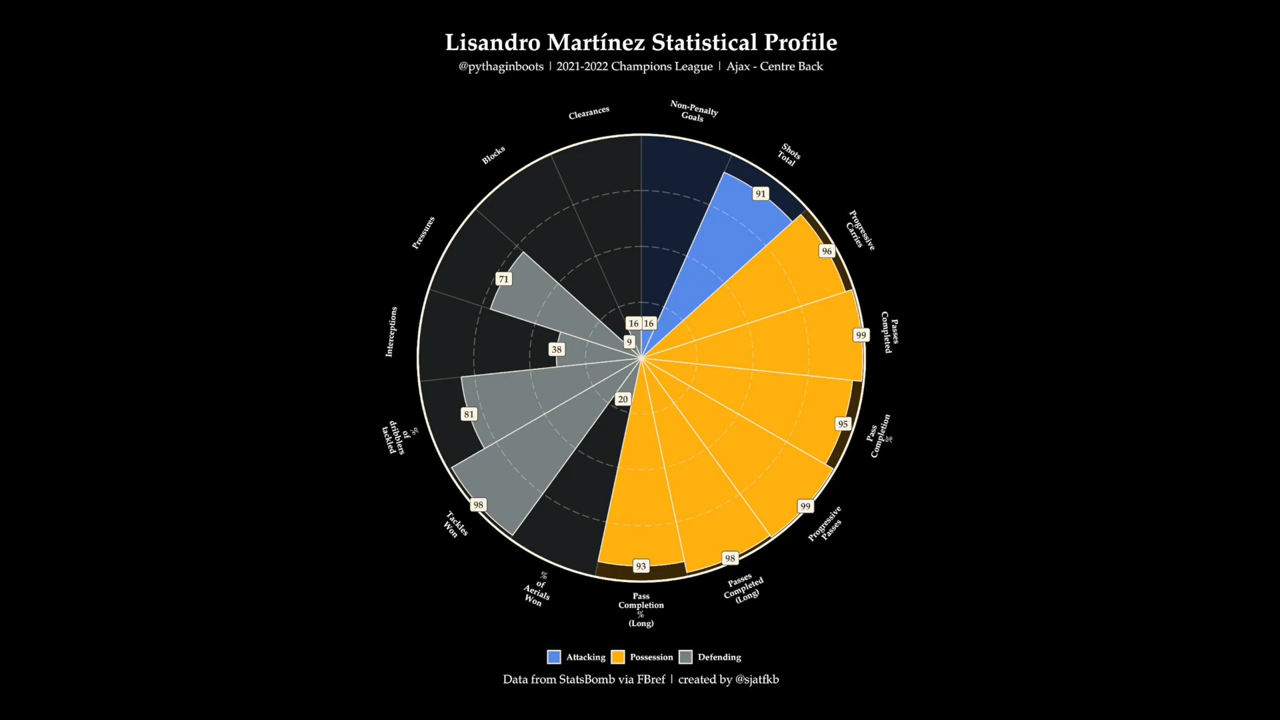 Lisandro Martínez Statistical Profile
@pythaginboots | 2021-2022 Champions League | Ajax - Centre Back
Non-Penalty
Goals
16
Shots
Total
91
Progressive
Carries
96
Passes
Completed
99
Pass
Completion
%
95
Progressive
Passes
99
Passes
Completed
(Long)
98
Pass
Completion
%
(Long)
93
%
of
Aerials
Won
20
Tackles
Won
98
%
of
dribblers
tackled
81
Interceptions
38
Pressures
71
Blocks
9
Clearances
16
Attacking
Possession
Defending
Data from StatsBomb via FBref | created by @sjatfkb